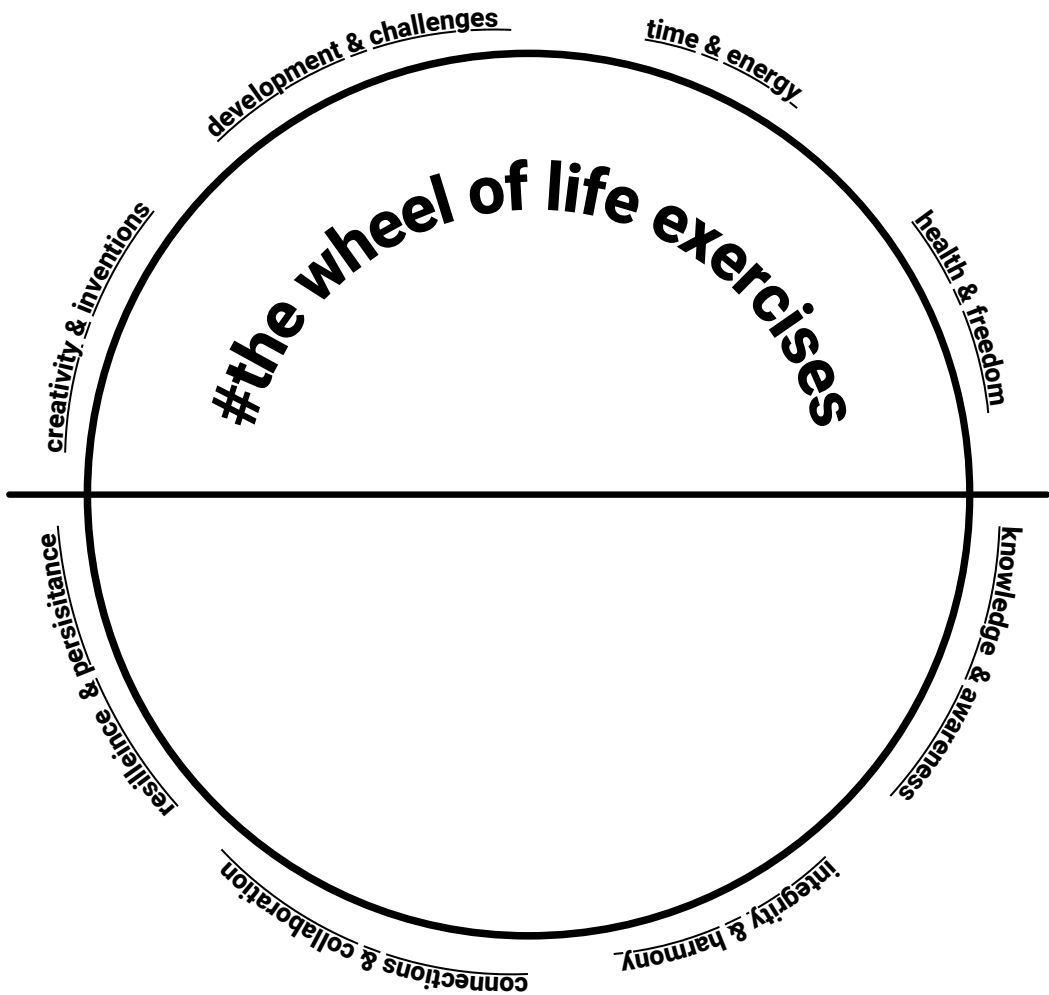 development & challenges
time & energy
creativity & inventions
#the wheel of life exercises
health & freedom
resilleince & persisitance
knowledge & awareness
connections & collaboration
integrity & harmony